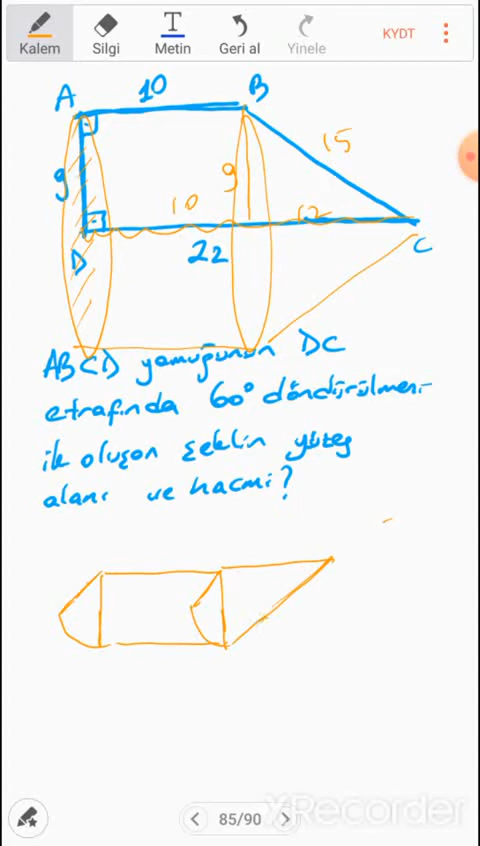 Kalem Silgi Metin Geri al Yinele KYDT
A 10 B
9 9 15
10 12
D 22 C
ABCD yamuğunun DC
etrafında 60° döndürülmesi
ile oluşan şeklin yüzey
alanı ve hacmi?
85/90
XRecorder